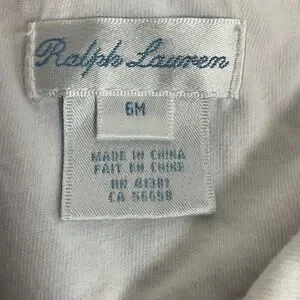 Ralph Lauren
6M
MADE IN CHINA
FAIT EN CHINE
RN 41381
CA 56658